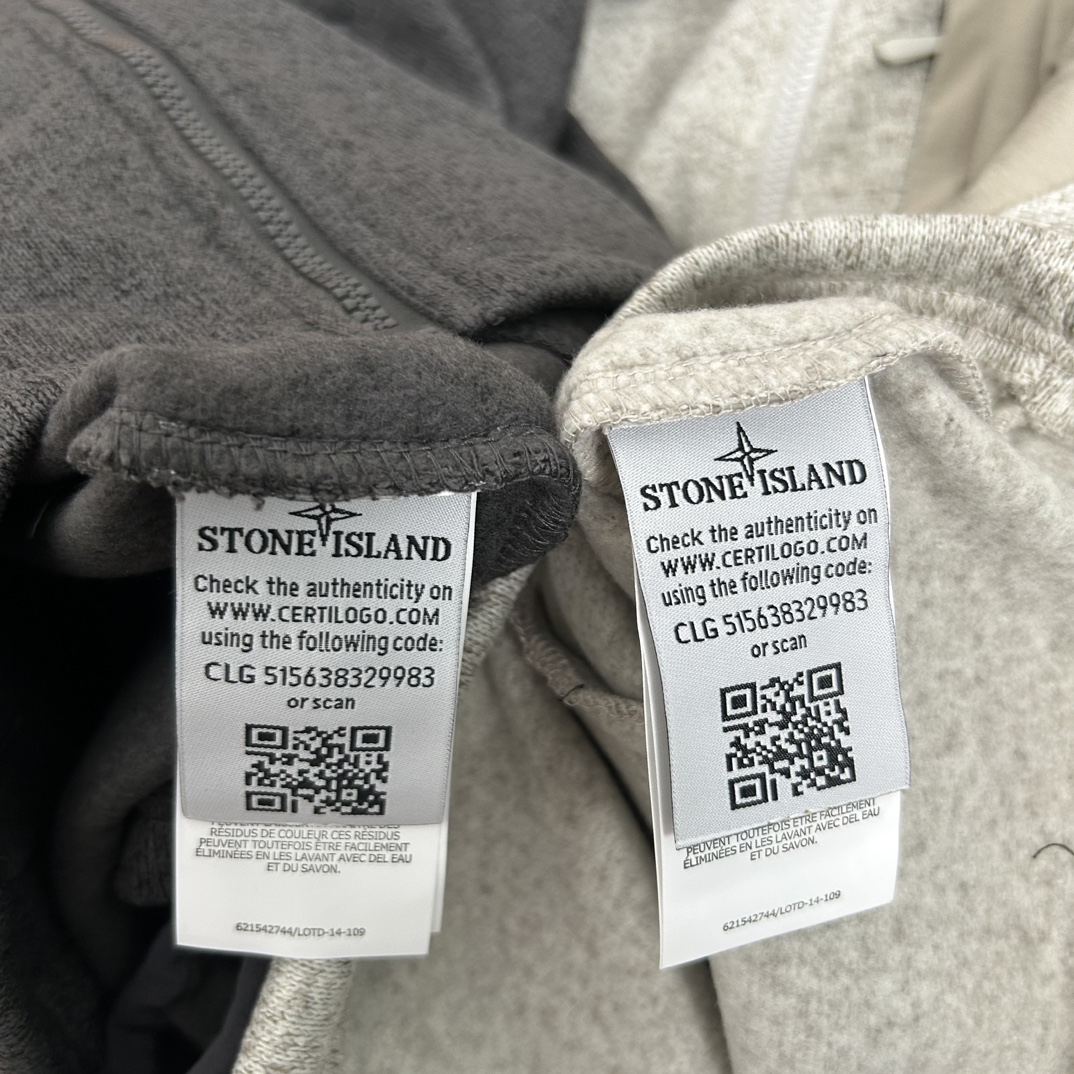 STONE ISLAND
Check the authenticity on
WWW.CERTILOGO.COM
using the following code:
CLG 515638329983
or scan
RÉSIDUS DE COULEUR CES RÉSIDUS
PEUVENT TOUTEFOIS ÊTRE FACILEMENT
ÉLIMINÉES EN LES LAVANT AVEC DEL EAU
ET DU SAVON.
621542744/LOTD-14-109
STONE ISLAND
Check the authenticity on
WWW.CERTILOGO.COM
using the following code:
CLG 515638329983
or scan
PEUVENT TOUTEFOIS ÊTRE FACILEMENT
ÉLIMINÉES EN LES LAVANT AVEC DEL EAU
ET DU SAVON.
621542744/LOTD-14-109